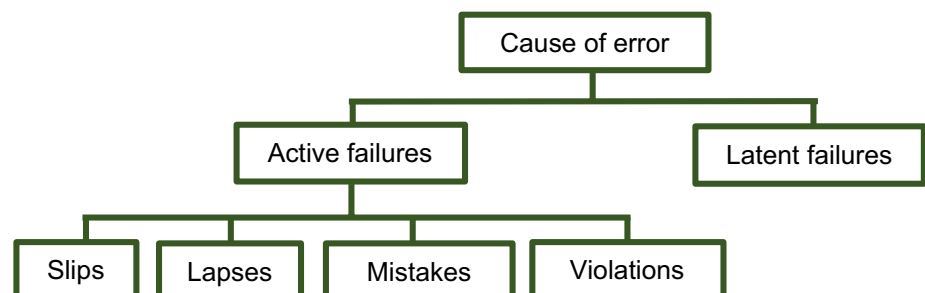 Cause of error
Active failures
Latent failures
Slips
Lapses
Mistakes
Violations